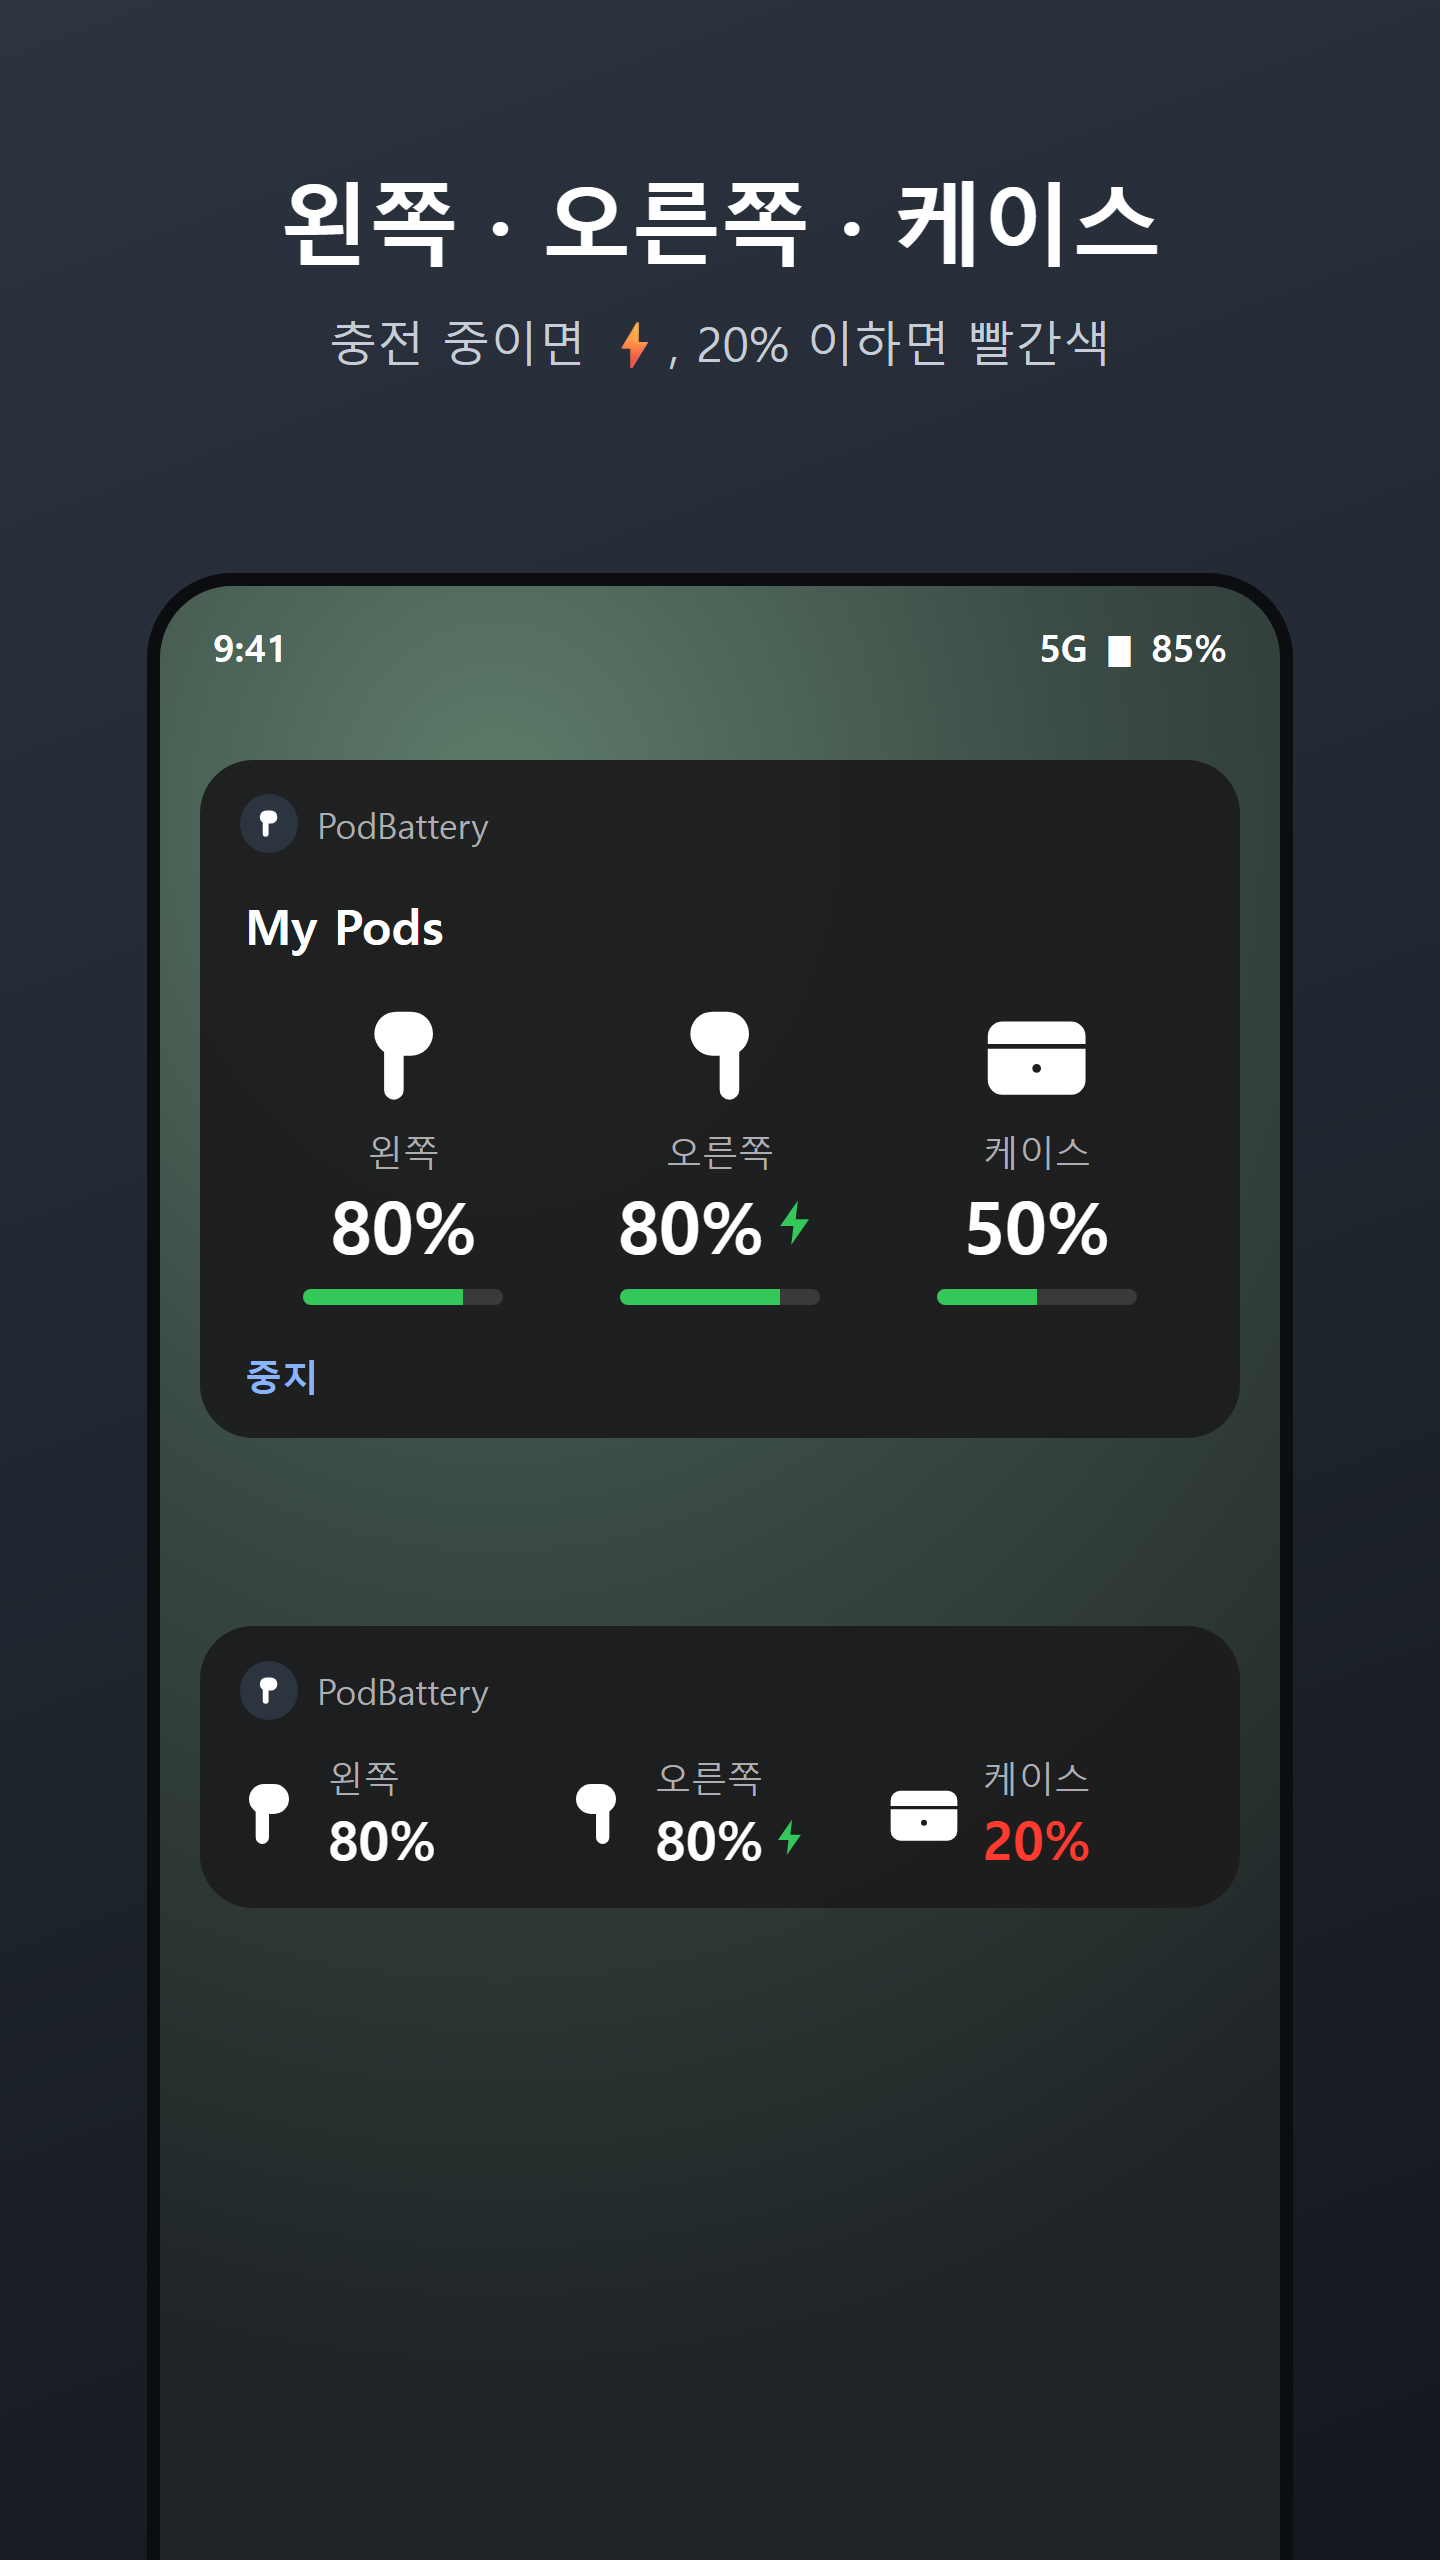 왼쪽 · 오른쪽 · 케이스
충전 중이면 ⚡, 20% 이하면 빨간색
9:41 5G 85%
PodBattery
My Pods
왼쪽 오른쪽 케이스
80% 80% 50%
중지
PodBattery
왼쪽 오른쪽 케이스
80% 80% 20%